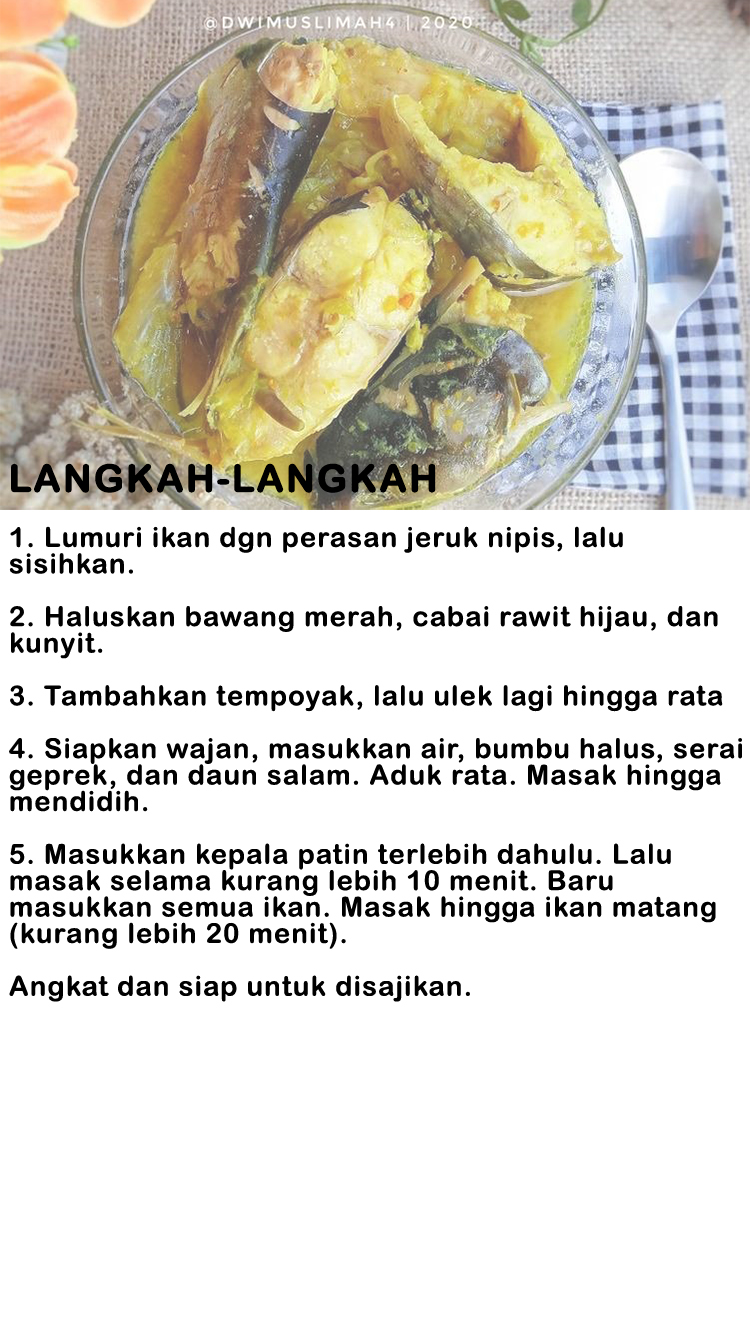 @DWIMUSLIMAH4 | 2020
LANGKAH-LANGKAH
1. Lumuri ikan dgn perasan jeruk nipis, lalu
sisihkan.
2. Haluskan bawang merah, cabai rawit hijau, dan
kunyit.
3. Tambahkan tempoyak, lalu ulek lagi hingga rata
4. Siapkan wajan, masukkan air, bumbu halus, serai
geprek, dan daun salam. Aduk rata. Masak hingga
mendidih.
5. Masukkan kepala patin terlebih dahulu. Lalu
masak selama kurang lebih 10 menit. Baru
masukkan semua ikan. Masak hingga ikan matang
(kurang lebih 20 menit).
Angkat dan siap untuk disajikan.